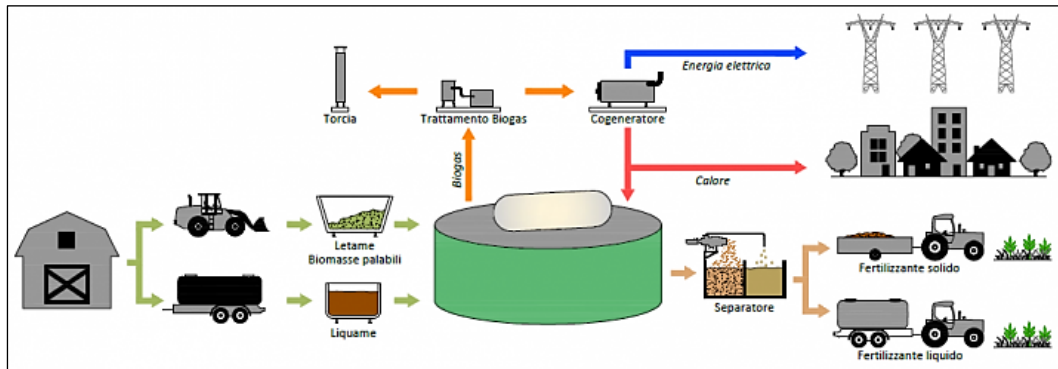 Energia elettrica
Torcia
Trattamento Biogas
Cogeneratore
Biogas
Calore
Letame
Biomasse palabili
Liquame
Separatore
Fertilizzante solido
Fertilizzante liquido